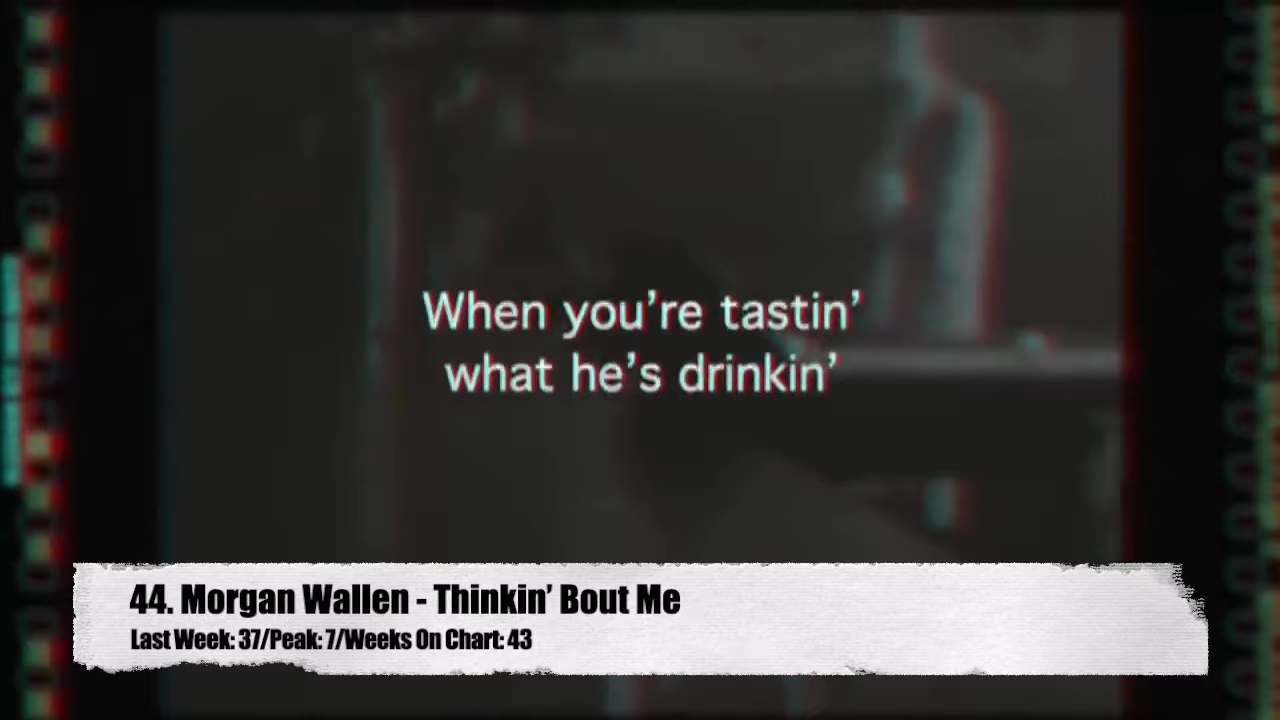 When you’re tastin’
what he’s drinkin’
44. Morgan Wallen - Thinkin’ Bout Me
Last Week: 37/Peak: 7/Weeks On Chart: 43